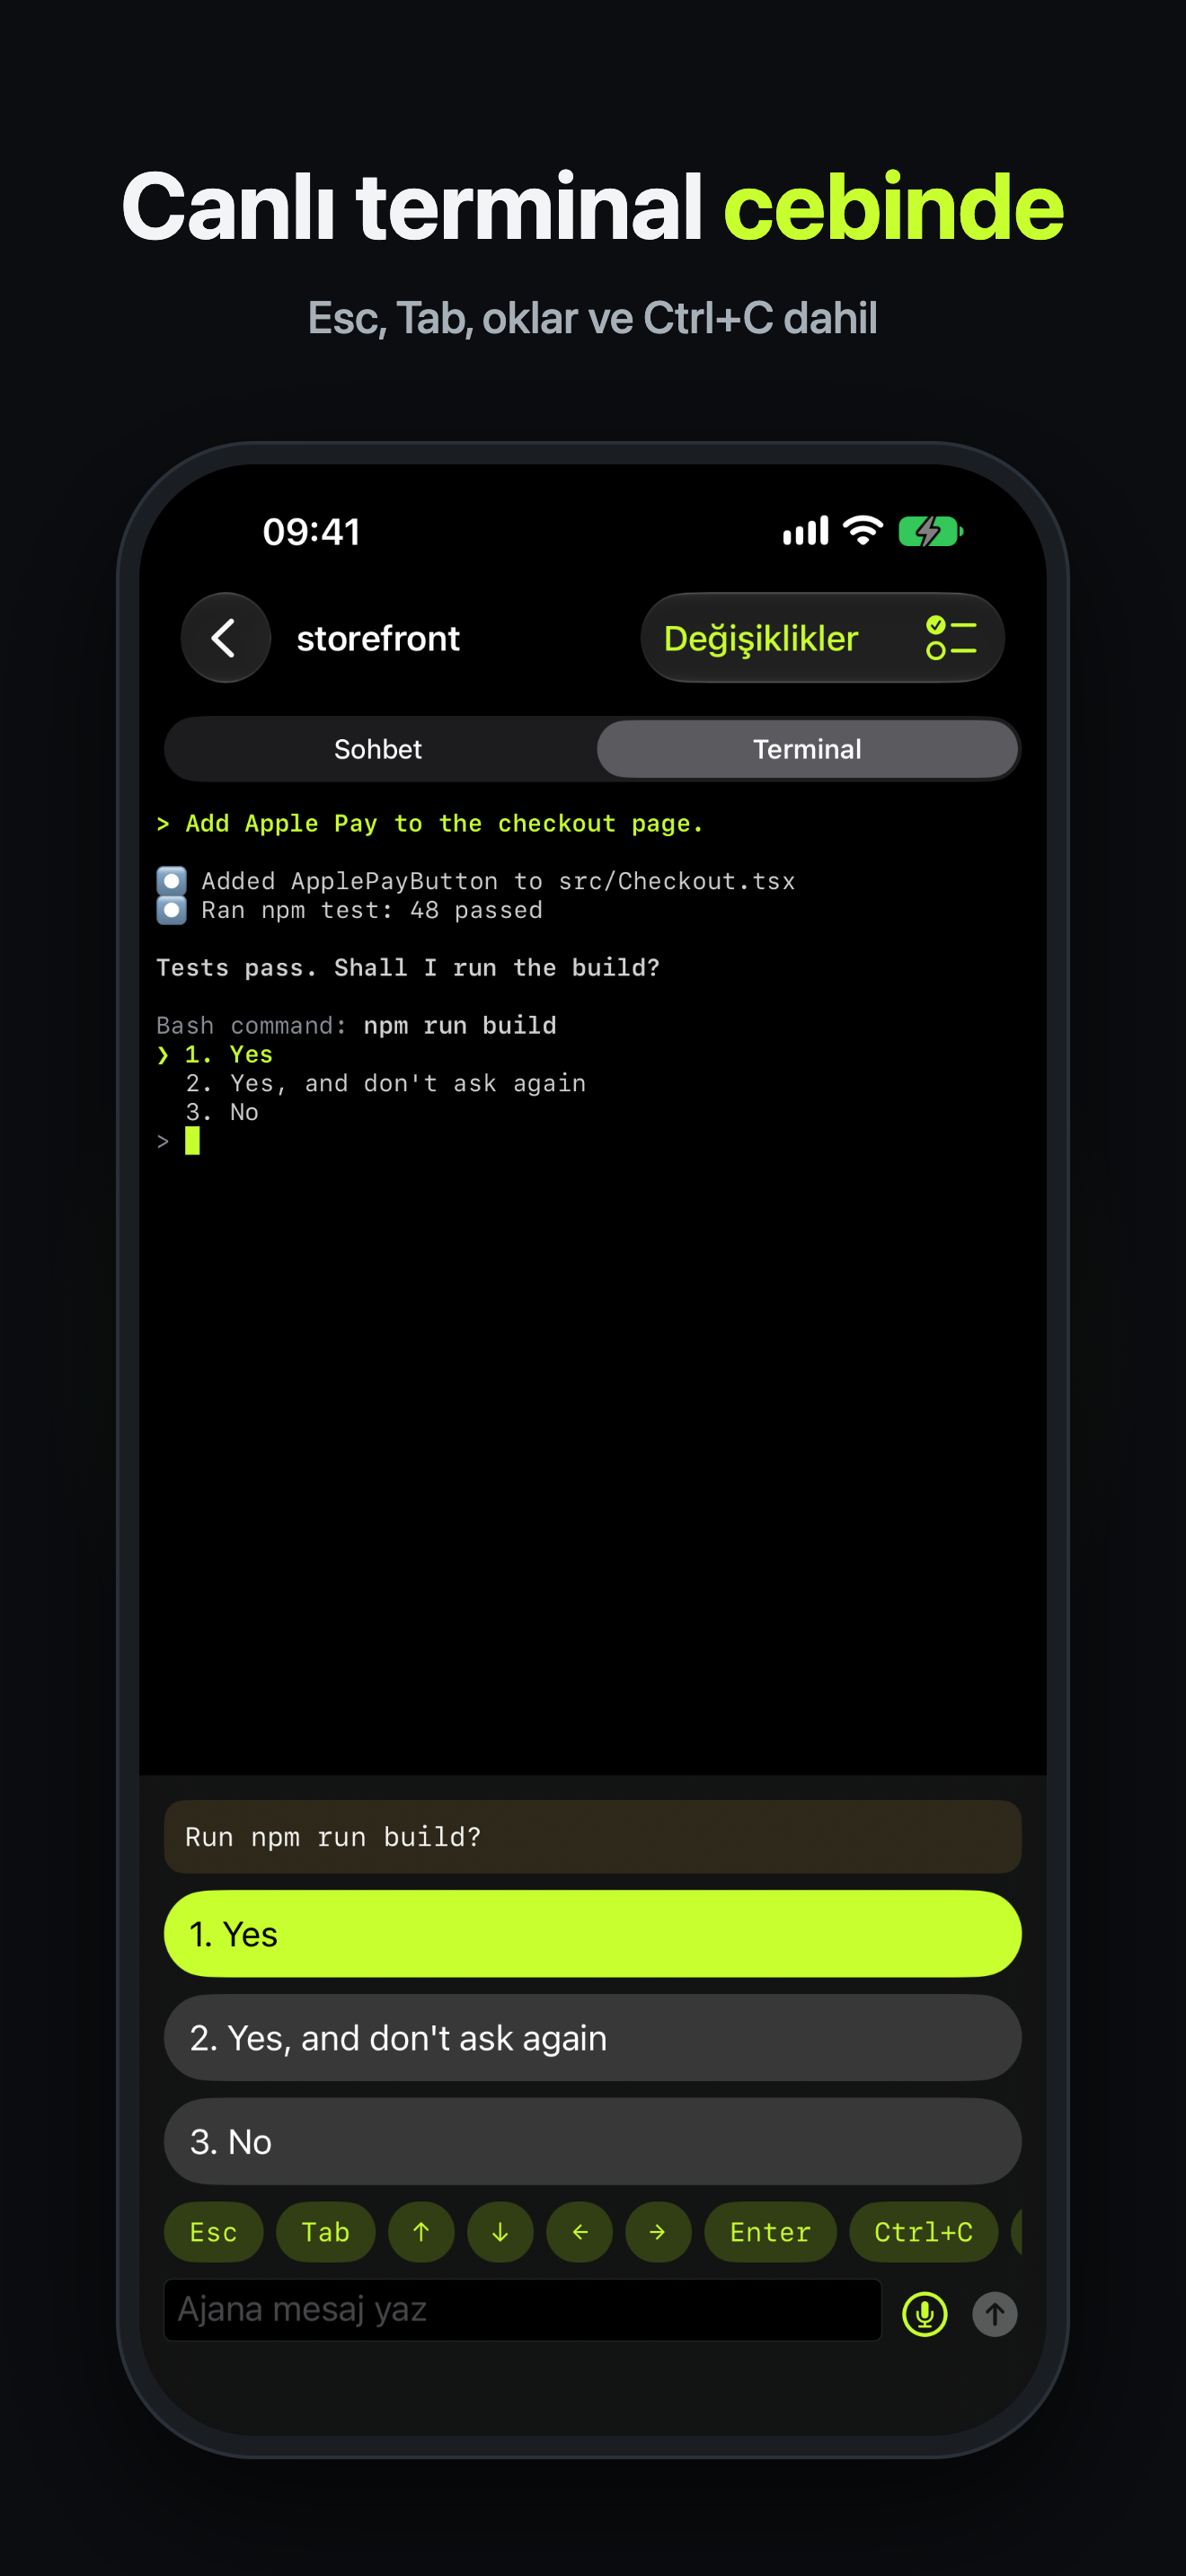 Canlı terminal cebinde
Esc, Tab, oklar ve Ctrl+C dahil
09:41
storefront
Değişiklikler
Sohbet
Terminal
> Add Apple Pay to the checkout page.
Added ApplePayButton to src/Checkout.tsx
Ran npm test: 48 passed
Tests pass. Shall I run the build?
Bash command: npm run build
❯ 1. Yes
2. Yes, and don't ask again
3. No
>
Run npm run build?
1. Yes
2. Yes, and don't ask again
3. No
Esc Tab ↑ ↓ ← → Enter Ctrl+C
Ajana mesaj yaz